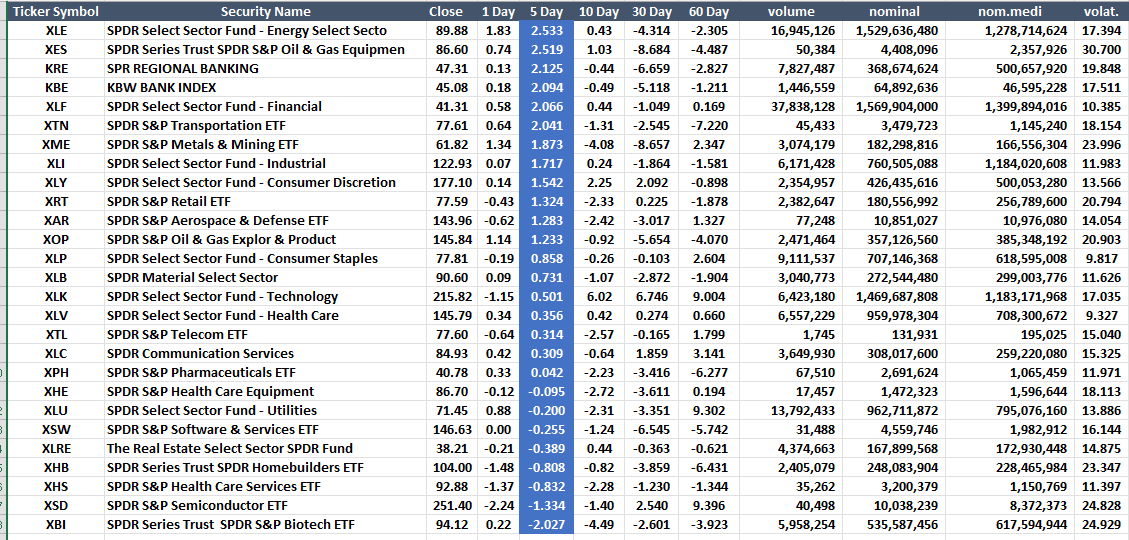 Ticker Symbol Security Name Close 1 Day 5 Day 10 Day 30 Day 60 Day volume nominal nom.medi volat.
XLE SPDR Select Sector Fund - Energy Select Secto 89.88 1.83 2.533 0.43 -4.314 -2.305 16,945,126 1,529,636,480 1,278,714,624 17.394
XES SPDR Series Trust SPDR S&P Oil & Gas Equipmen 86.60 0.74 2.519 1.03 -8.684 -4.487 50,384 4,408,096 2,357,926 30.700
KRE SPR REGIONAL BANKING 47.31 0.13 2.125 -0.44 -6.659 -2.827 7,827,487 368,674,624 500,657,920 19.848
KBE KBW BANK INDEX 45.08 0.18 2.094 -0.49 -5.118 -1.211 1,446,559 64,892,636 46,595,228 17.511
XLF SPDR Select Sector Fund - Financial 41.31 0.58 2.066 0.44 -1.049 0.169 37,838,128 1,569,904,000 1,399,894,016 10.385
XTN SPDR S&P Transportation ETF 77.61 0.64 2.041 -1.31 -2.545 -7.220 45,433 3,479,723 1,145,240 18.154
XME SPDR S&P Metals & Mining ETF 61.82 1.34 1.873 -4.08 -8.657 2.347 3,074,179 182,298,816 166,556,304 23.996
XLI SPDR Select Sector Fund - Industrial 122.93 0.07 1.717 0.24 -1.864 -1.581 6,171,428 760,505,088 1,184,020,608 11.983
XLY SPDR Select Sector Fund - Consumer Discretion 177.10 0.14 1.542 2.25 2.092 -0.898 2,354,957 426,435,616 500,053,280 13.566
XRT SPDR S&P Retail ETF 77.59 -0.43 1.324 -2.33 0.225 -1.878 2,382,647 180,556,992 256,789,600 20.794
XAR SPDR S&P Aerospace & Defense ETF 143.96 -0.62 1.283 -2.42 -3.017 1.327 77,248 10,851,027 10,976,080 14.054
XOP SPDR S&P Oil & Gas Explor & Product 145.84 1.14 1.233 -0.92 -5.654 -4.070 2,471,464 357,126,560 385,348,192 20.903
XLP SPDR Select Sector Fund - Consumer Staples 77.81 -0.19 0.858 -0.26 -0.103 2.604 9,111,537 707,146,368 618,595,008 9.817
XLB SPDR Material Select Sector 90.60 0.09 0.731 -1.07 -2.872 -1.904 3,040,773 272,544,480 299,003,776 11.626
XLK SPDR Select Sector Fund - Technology 215.82 -1.15 0.501 6.02 6.746 9.004 6,423,180 1,469,687,808 1,183,171,968 17.035
XLV SPDR Select Sector Fund - Health Care 145.79 0.34 0.356 0.42 0.274 0.660 6,557,229 959,978,304 708,300,672 9.327
XTL SPDR S&P Telecom ETF 77.60 -0.64 0.314 -2.57 -0.165 1.799 1,745 131,931 195,025 15.040
XLC SPDR Communication Services 84.93 0.42 0.309 -0.64 1.859 3.141 3,649,930 308,017,600 259,220,080 15.325
XPH SPDR S&P Pharmaceuticals ETF 40.78 0.33 0.042 -2.23 -3.416 -6.277 67,510 2,691,624 1,065,459 11.971
XHE SPDR S&P Health Care Equipment 86.70 -0.12 -0.095 -2.72 -3.611 0.194 17,457 1,472,323 1,596,644 18.113
XLU SPDR Select Sector Fund - Utilities 71.45 0.88 -0.200 -2.31 -3.351 9.302 13,792,433 962,711,872 795,076,160 13.886
XSW SPDR S&P Software & Services ETF 146.63 0.00 -0.255 -1.24 -6.545 -5.742 31,488 4,559,746 1,982,912 16.144
XLRE The Real Estate Select Sector SPDR Fund 38.21 -0.21 -0.389 0.44 -0.363 -0.621 4,374,663 167,899,568 172,930,448 14.875
XHB SPDR Series Trust SPDR Homebuilders ETF 104.00 -1.48 -0.808 -0.82 -3.859 -6.431 2,405,079 248,083,904 228,465,984 23.347
XHS SPDR S&P Health Care Services ETF 92.88 -1.37 -0.832 -2.28 -1.230 -1.344 35,262 3,200,379 1,150,769 11.397
XSD SPDR S&P Semiconductor ETF 251.40 -2.24 -1.334 -1.40 2.540 9.396 40,498 10,038,239 8,372,373 24.828
XBI SPDR Series Trust SPDR S&P Biotech ETF 94.12 0.22 -2.027 -4.49 -2.601 -3.923 5,958,254 535,587,456 617,594,944 24.929